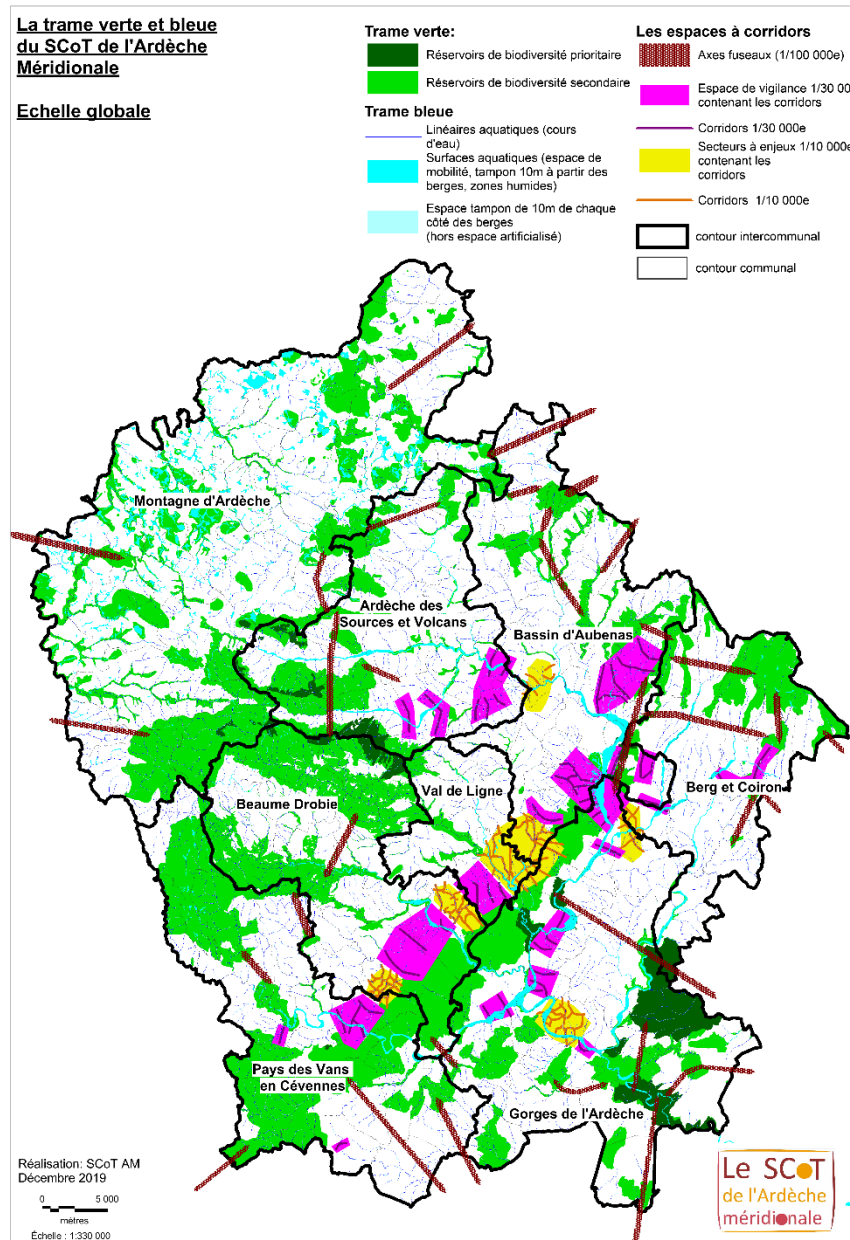 La trame verte et bleue
du SCoT de l'Ardèche
Méridionale
Echelle globale
Trame verte:
Réservoirs de biodiversité prioritaire
Réservoirs de biodiversité secondaire
Trame bleue
Linéaires aquatiques (cours
d'eau)
Surfaces aquatiques (espace de
mobilité, tampon 10m à partir des
berges, zones humides)
Espace tampon de 10m de chaque
côté des berges
(hors espace artificialisé)
Les espaces à corridors
Axes fuseaux (1/100 000e)
Espace de vigilance 1/30 00
contenant les corridors
Corridors 1/30 000e
Secteurs à enjeux 1/10 000e
contenant les
corridors
Corridors 1/10 000e
contour intercommunal
contour communal
Montagne d'Ardèche
Ardèche des
Sources et Volcans
Bassin d'Aubenas
Beaume Drobie
Val de Ligne
Berg et Coiron
Pays des Vans
en Cévennes
Gorges de l'Ardèche
Réalisation: SCoT AM
Décembre 2019
0 5 000
mètres
Échelle : 1:330 000
Le SCoT
de l'Ardèche
méridionale